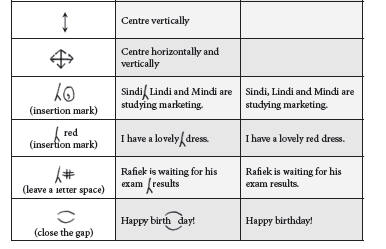 Centre vertically
Centre horizontally and
vertically
(insertion mark)
Sindi Lindi and Mindi are
studying marketing.
Sindi, Lindi and Mindi are
studying marketing.
red
(insertion mark)
I have a lovely dress.
I have a lovely red dress.
#
(leave a letter space)
Rafiek is waiting for his
exam results
Rafiek is waiting for his
exam results.
(close the gap)
Happy birth day!
Happy birthday!